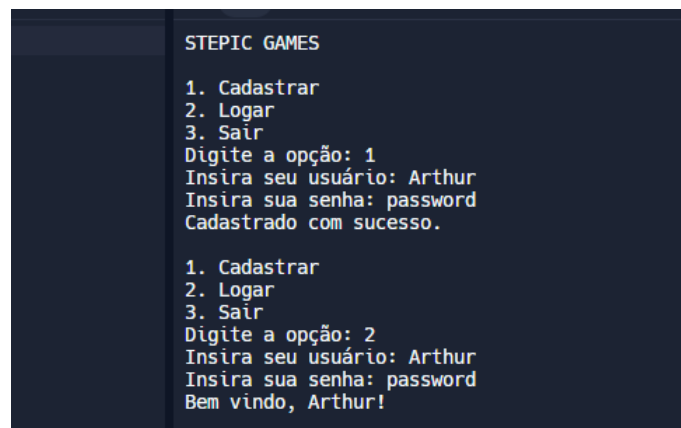 STEPIC GAMES
1. Cadastrar
2. Logar
3. Sair
Digite a opção: 1
Insira seu usuário: Arthur
Insira sua senha: password
Cadastrado com sucesso.
1. Cadastrar
2. Logar
3. Sair
Digite a opção: 2
Insira seu usuário: Arthur
Insira sua senha: password
Bem vindo, Arthur!